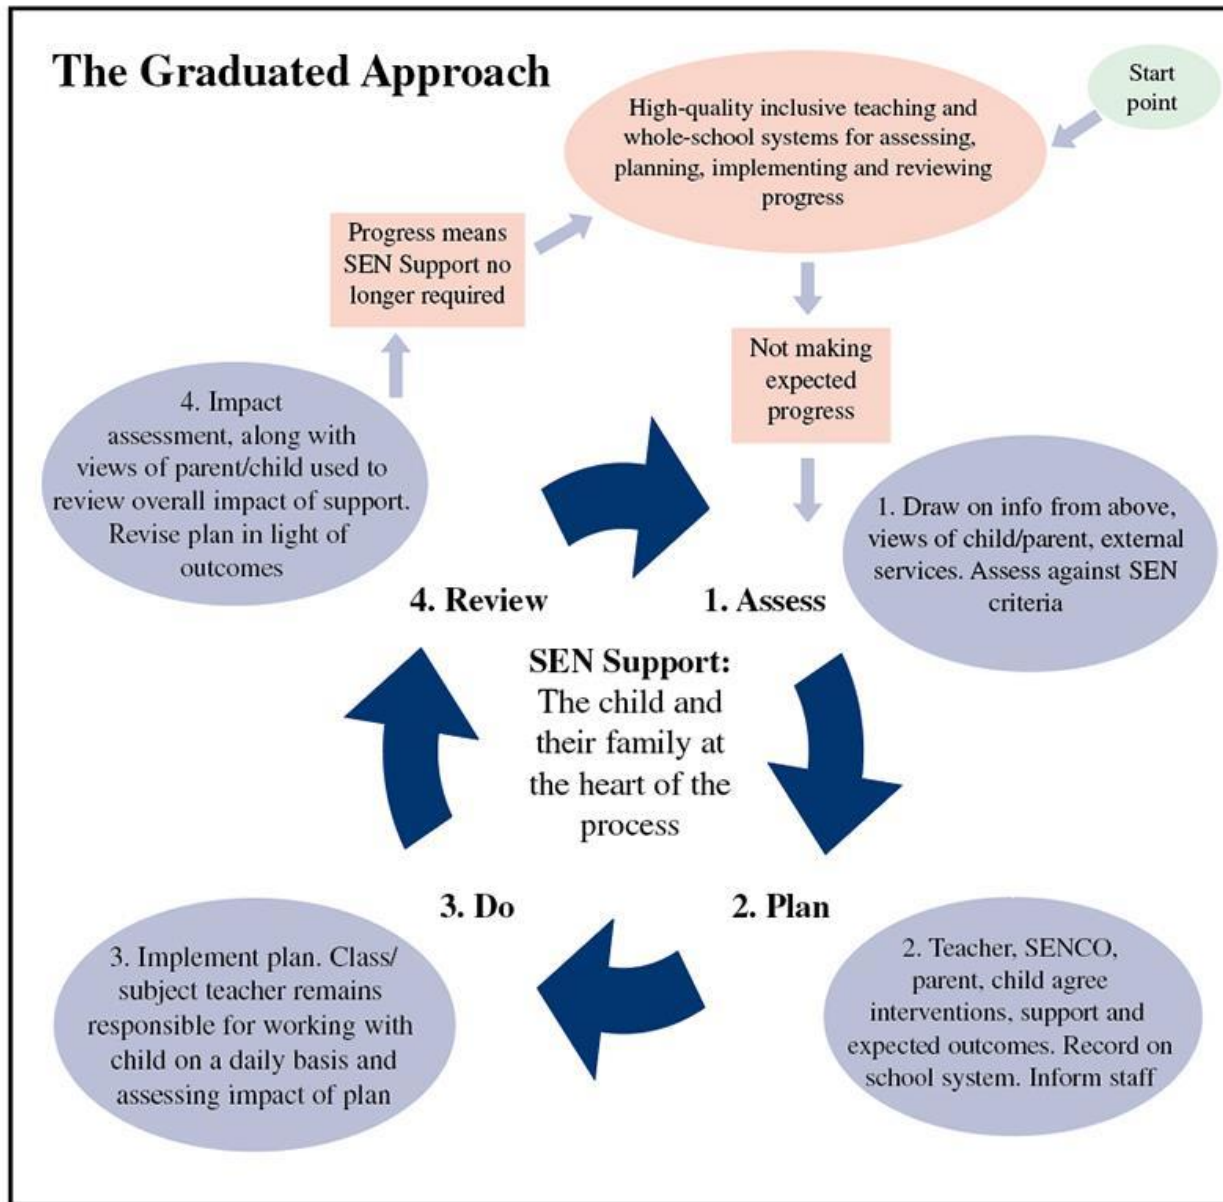 The Graduated Approach
Start
point
High-quality inclusive teaching and
whole-school systems for assessing,
planning, implementing and reviewing
progress
Progress means
SEN Support no
longer required
Not making
expected
progress
4. Impact
assessment, along with
views of parent/child used to
review overall impact of support.
Revise plan in light of
outcomes
1. Draw on info from above,
views of child/parent, external
services. Assess against SEN
criteria
4. Review
1. Assess
SEN Support:
The child and
their family at
the heart of the
process
3. Do
2. Plan
3. Implement plan. Class/
subject teacher remains
responsible for working with
child on a daily basis and
assessing impact of plan
2. Teacher, SENCO,
parent, child agree
interventions, support and
expected outcomes. Record on
school system. Inform staff